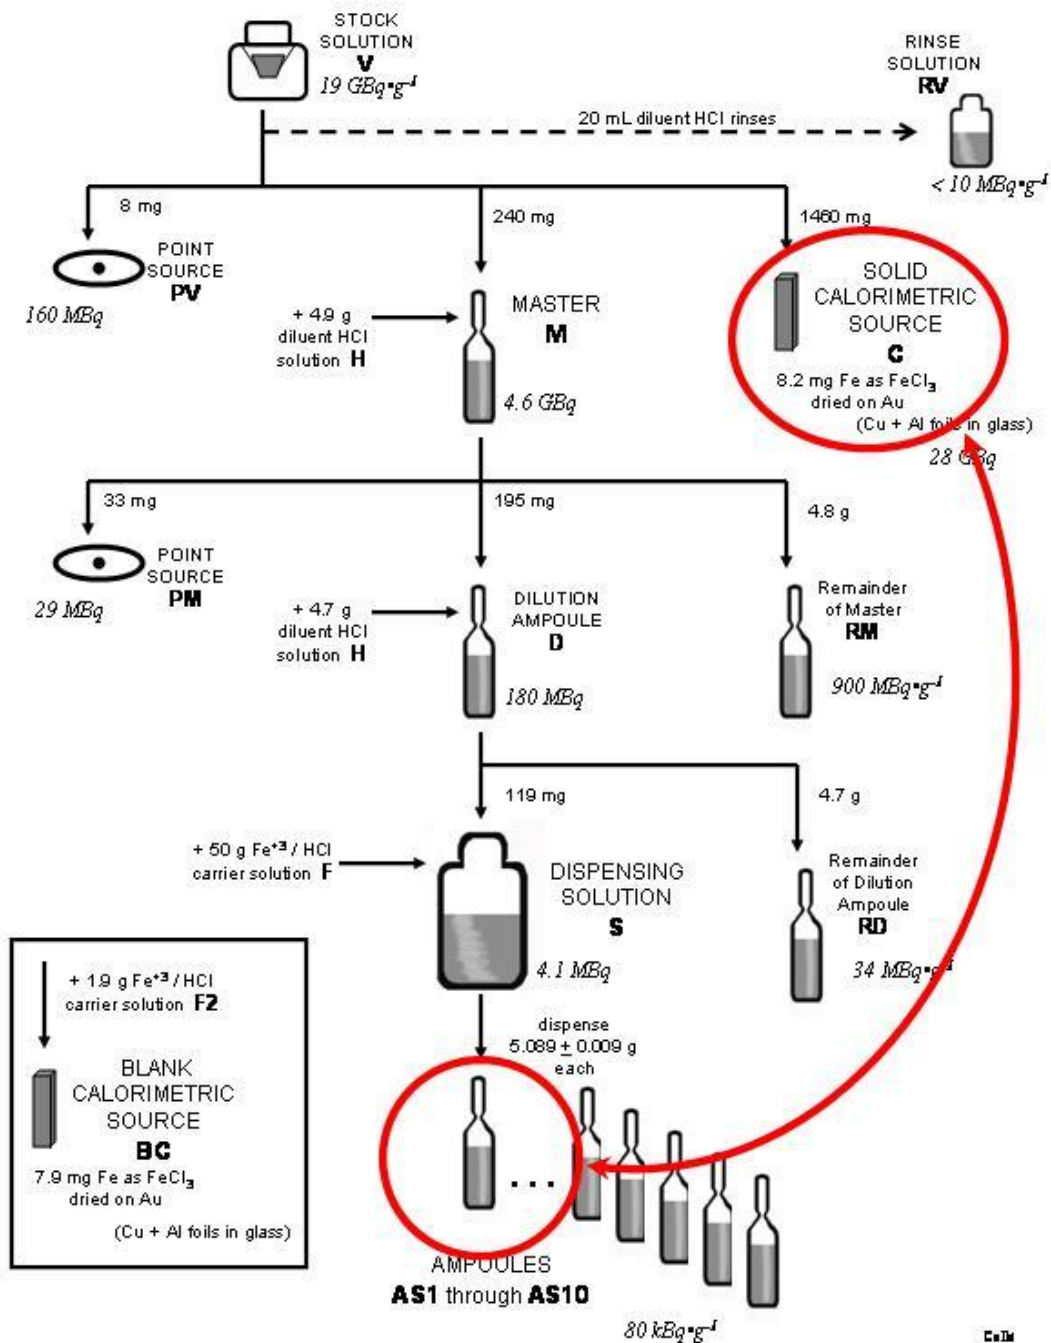 STOCK
SOLUTION
V
19 GBq•g⁻¹
RINSE
SOLUTION
RV
20 mL diluent HCl rinses
< 10 MBq•g⁻¹
8 mg
240 mg
1460 mg
POINT
SOURCE
PV
160 MBq
+ 4.9 g
diluent HCl
solution H
MASTER
M
4.6 GBq
SOLID
CALORIMETRIC
SOURCE
C
8.2 mg Fe as FeCl₃
dried on Au
(Cu + Al foils in glass)
28 GBq
33 mg
195 mg
4.8 g
POINT
SOURCE
PM
29 MBq
+ 4.7 g
diluent HCl
solution H
DILUTION
AMPOULE
D
180 MBq
Remainder
of Master
RM
900 MBq•g⁻¹
119 mg
4.7 g
+ 50 g Fe⁺³ / HCl
carrier solution F
DISPENSING
SOLUTION
S
4.1 MBq
Remainder
of Dilution
Ampoule
RD
34 MBq•g⁻¹
+ 1.9 g Fe⁺³ / HCl
carrier solution F2
BLANK
CALORIMETRIC
SOURCE
BC
7.9 mg Fe as FeCl₃
dried on Au
(Cu + Al foils in glass)
dispense
5.089 ± 0.009 g
each
...
AMPOULES
AS1 through AS10
80 kBq•g⁻¹